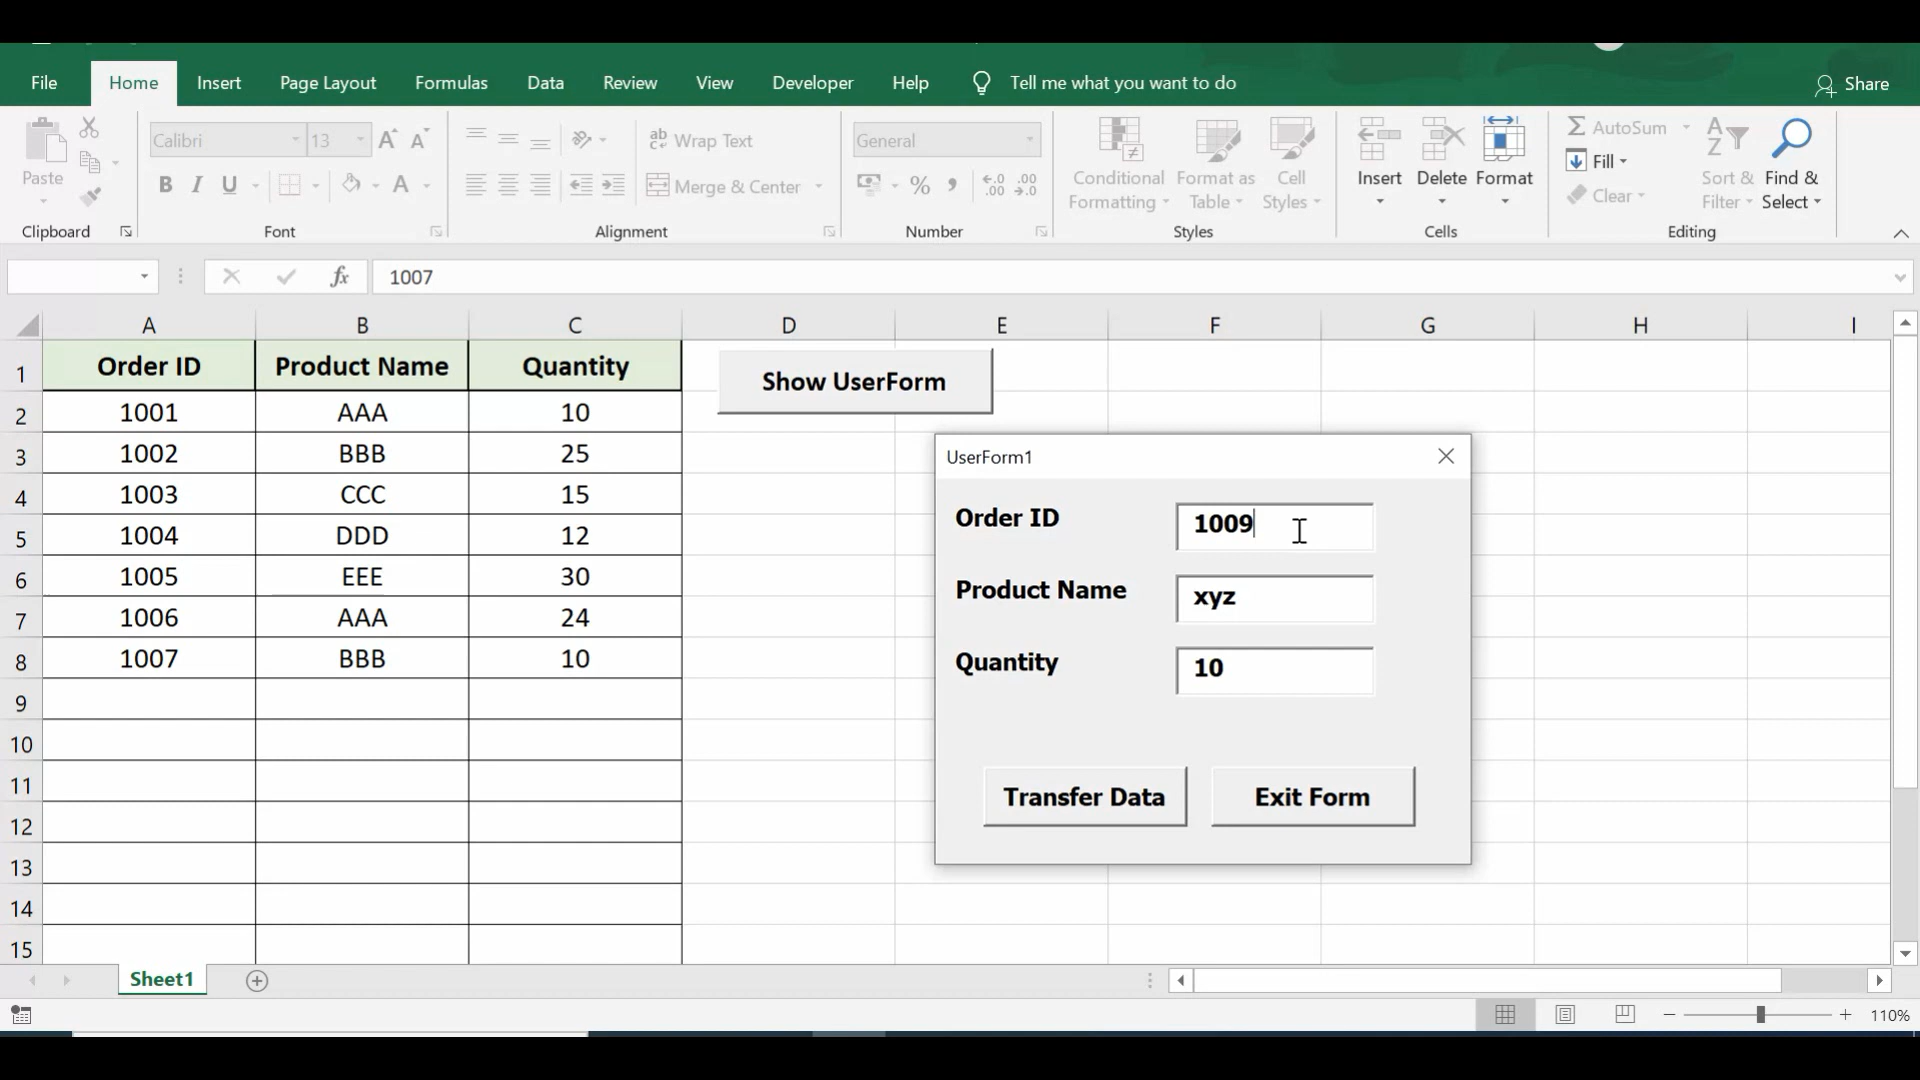 File Home Insert Page Layout Formulas Data Review View Developer Help Tell me what you want to do Share
Calibri 13 A A ab Wrap Text General AutoSum
Paste B I U A Merge & Center % , .00 .00 Conditional Formatting Format as Table Cell Styles Insert Delete Format Fill Clear Sort & Filter Find & Select
Clipboard Font Alignment Number Styles Cells Editing
fx 1007
A B C D E F G H I
1 Order ID Product Name Quantity Show UserForm
2 1001 AAA 10
3 1002 BBB 25
4 1003 CCC 15
5 1004 DDD 12
6 1005 EEE 30
7 1006 AAA 24
8 1007 BBB 10
9
10
11
12
13
14
15
UserForm1
Order ID 1009
Product Name xyz
Quantity 10
Transfer Data Exit Form
Sheet1
110%